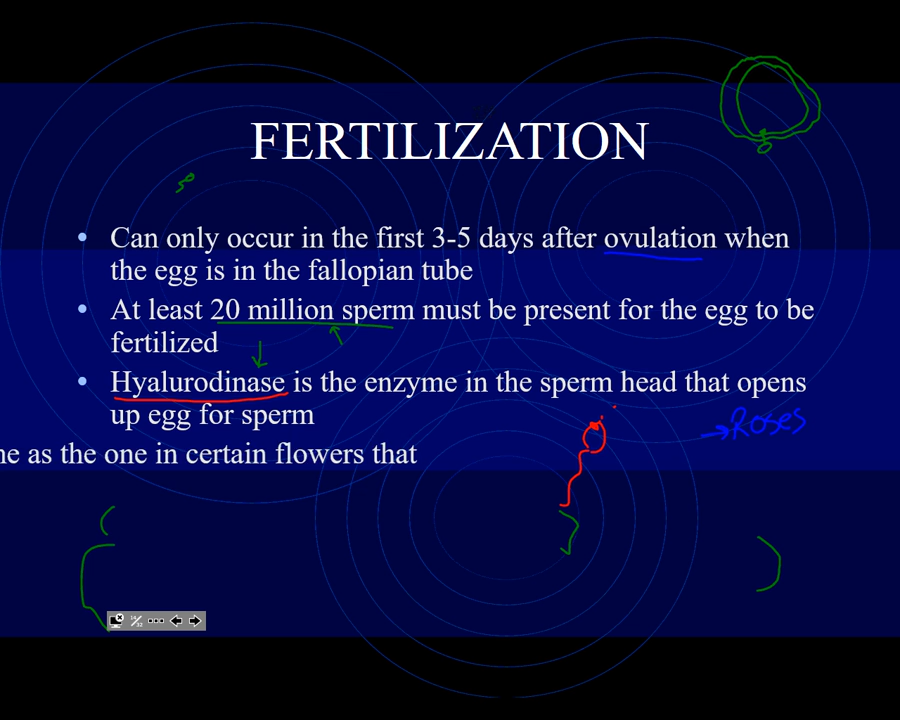 FERTILIZATION
• Can only occur in the first 3-5 days after ovulation when
the egg is in the fallopian tube
• At least 20 million sperm must be present for the egg to be
fertilized
• Hyalurodinase is the enzyme in the sperm head that opens
up egg for sperm
→Roses
ne as the one in certain flowers that